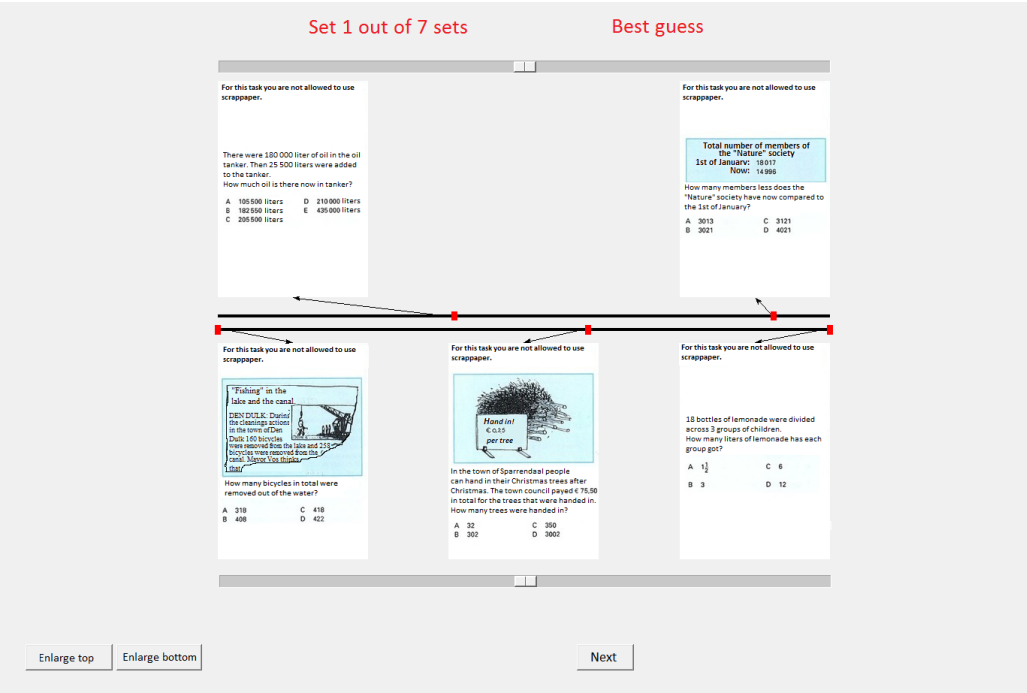 Set 1 out of 7 sets
Best guess
For this task you are not allowed to use
scrappaper.
There were 180 000 liter of oil in the oil
tanker. Then 25 500 liters were added
to the tanker.
How much oil is there now in tanker?
A 105 500 liters D 210 000 liters
B 182 550 liters E 435 000 liters
C 205 500 liters
For this task you are not allowed to use
scrappaper.
Total number of members of
the "Nature" society
1st of January: 18 017
Now: 14 996
How many members less does the
"Nature" society have now compared to
the 1st of January?
A 3013 C 3121
B 3021 D 4021
For this task you are not allowed to use
scrappaper.
"Fishing" in the
lake and the canal
DEN DULK: Durin
the cleanings actions
in the town of Den
Dulk 160 bicycles
were removed from the lake and 258
bicycles were removed from the
canal. Mayor Vos thinks
that
How many bicycles in total were
removed out of the water?
A 318 C 418
B 408 D 422
For this task you are not allowed to use
scrappaper.
Hand in!
€ 0,25
per tree
In the town of Sparrendaal people
can hand in their Christmas trees after
Christmas. The town council payed € 75,50
in total for the trees that were handed in.
How many trees were handed in?
A 32 C 350
B 302 D 3002
For this task you are not allowed to use
scrappaper.
18 bottles of lemonade were divided
across 3 groups of children.
How many liters of lemonade has each
group got?
A 1½ C 6
B 3 D 12
Enlarge top
Enlarge bottom
Next